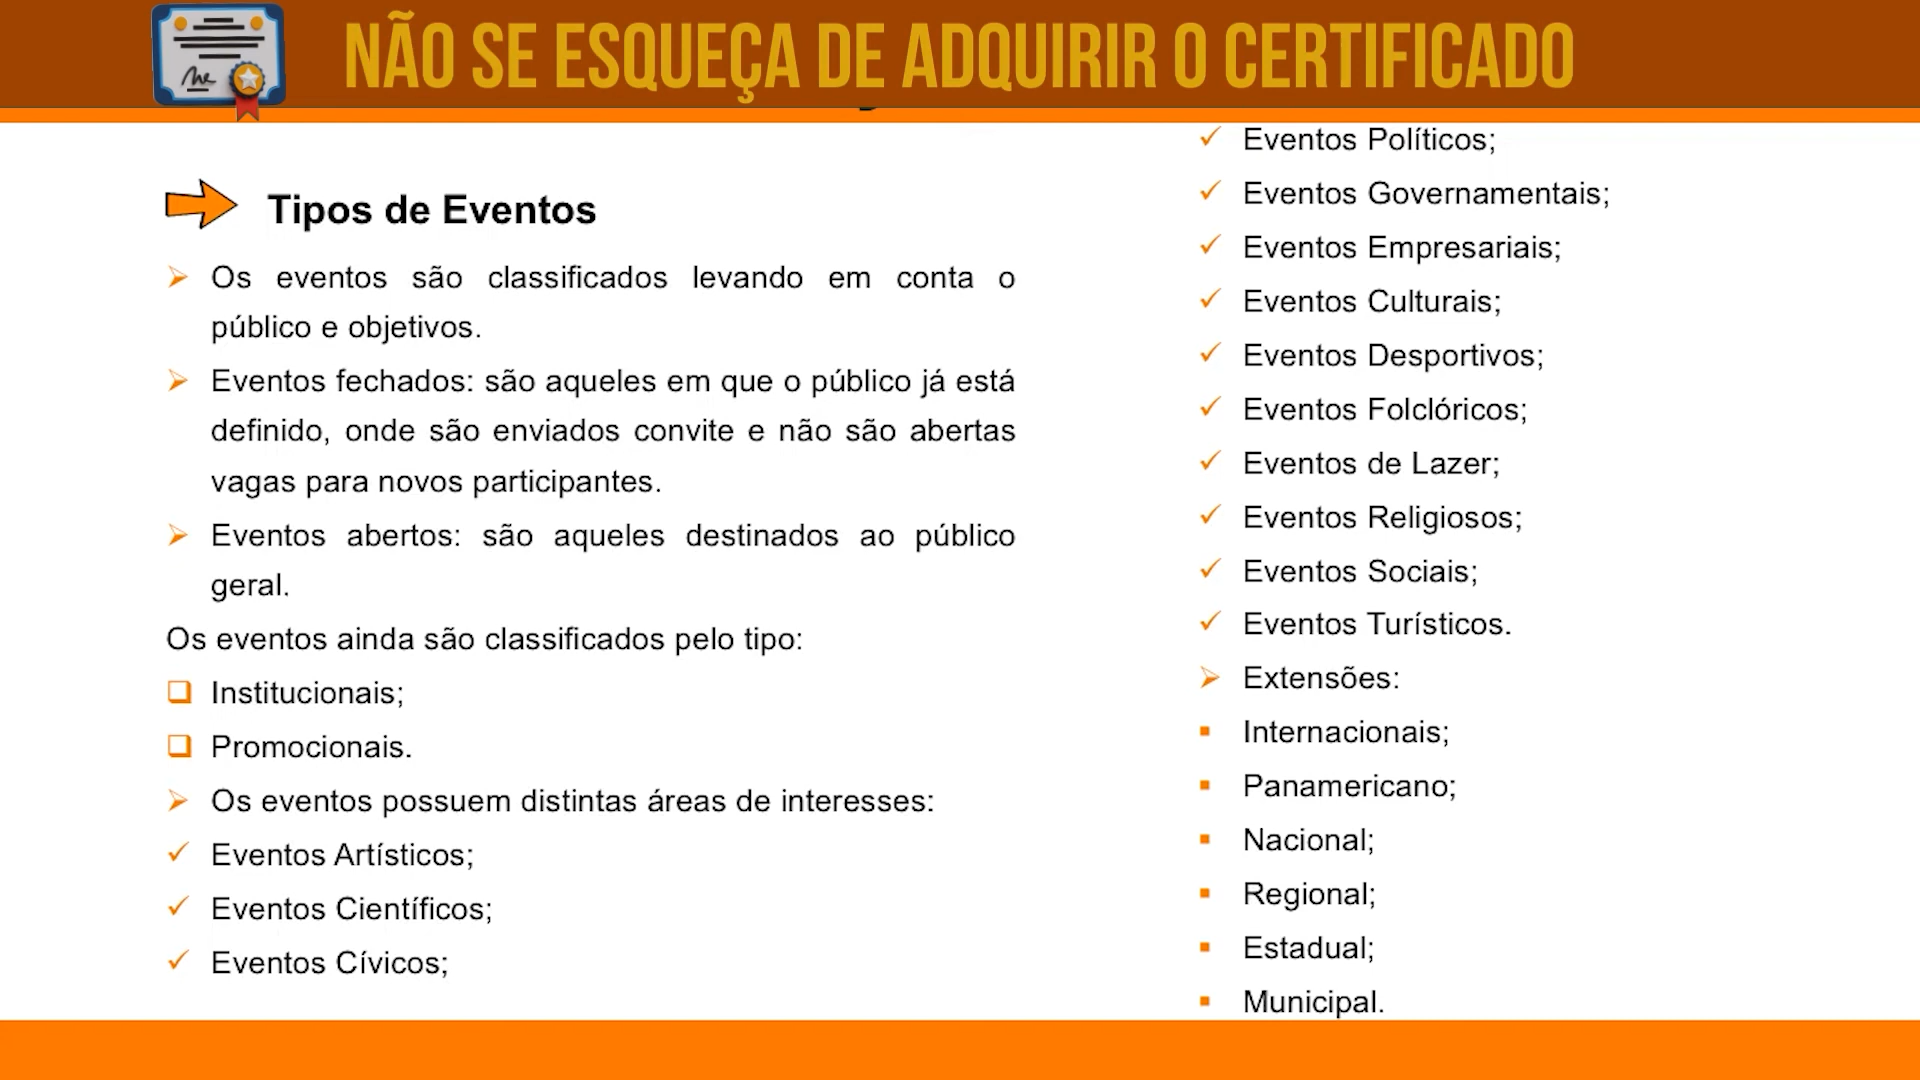 NÃO SE ESQUEÇA DE ADQUIRIR O CERTIFICADO
Tipos de Eventos
Os eventos são classificados levando em conta o
público e objetivos.
Eventos fechados: são aqueles em que o público já está
definido, onde são enviados convite e não são abertas
vagas para novos participantes.
Eventos abertos: são aqueles destinados ao público
geral.
Os eventos ainda são classificados pelo tipo:
Institucionais;
Promocionais.
Os eventos possuem distintas áreas de interesses:
Eventos Artísticos;
Eventos Científicos;
Eventos Cívicos;
Eventos Políticos;
Eventos Governamentais;
Eventos Empresariais;
Eventos Culturais;
Eventos Desportivos;
Eventos Folclóricos;
Eventos de Lazer;
Eventos Religiosos;
Eventos Sociais;
Eventos Turísticos.
Extensões:
Internacionais;
Panamericano;
Nacional;
Regional;
Estadual;
Municipal.